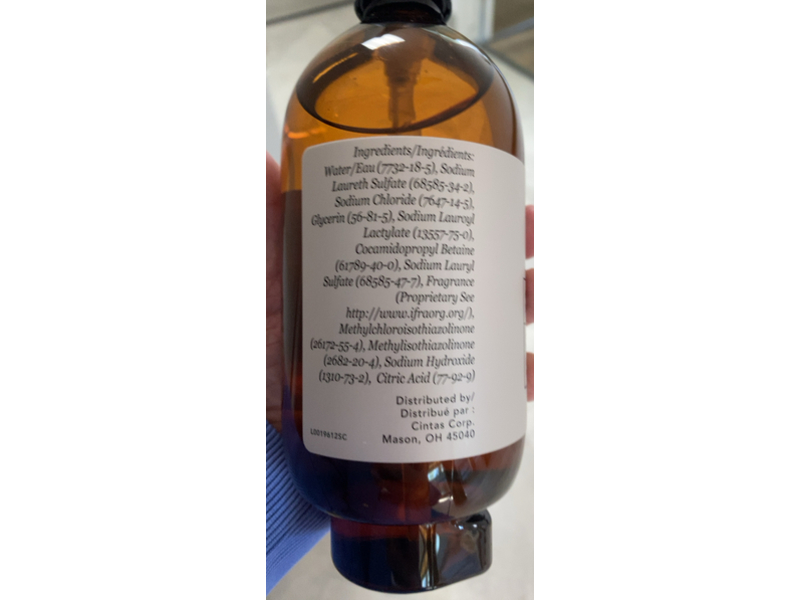 Ingredients/Ingrédients:
Water/Eau (7732-18-5), Sodium
Laureth Sulfate (68585-34-2),
Sodium Chloride (7647-14-5),
Glycerin (56-81-5), Sodium Lauroyl
Lactylate (13557-75-0),
Cocamidopropyl Betaine
(61789-40-0), Sodium Lauryl
Sulfate (68585-47-7), Fragrance
(Proprietary See
http://www.ifraorg.org/),
Methylchloroisothiazolinone
(26172-55-4), Methylisothiazolinone
(2682-20-4), Sodium Hydroxide
(1310-73-2), Citric Acid (77-92-9)
Distributed by/
Distribué par :
Cintas Corp.
Mason, OH 45040
L0019612SC